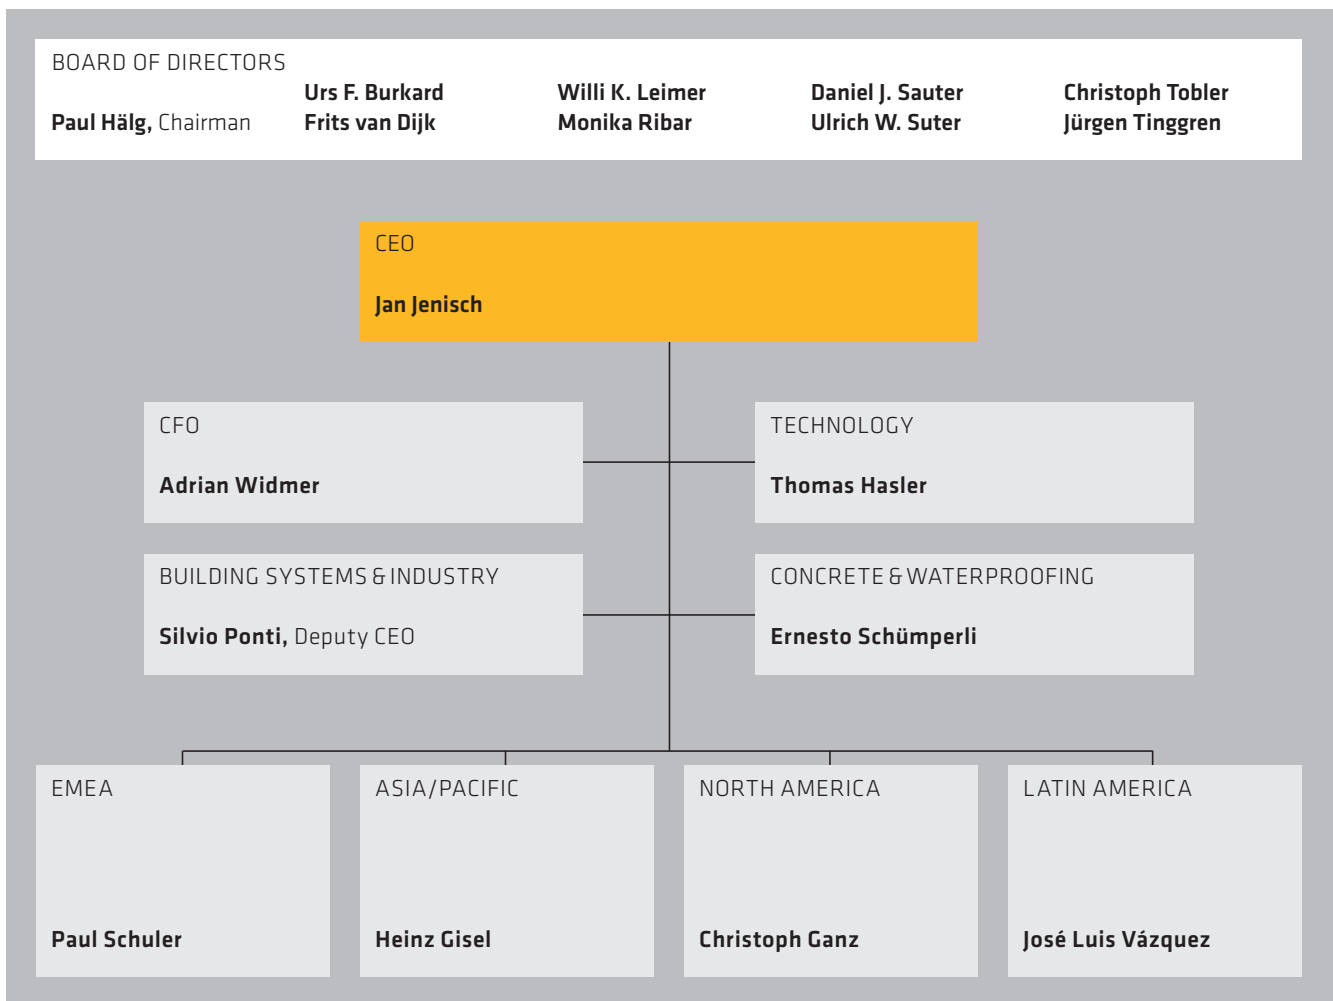 BOARD OF DIRECTORS
Urs F. Burkard Willi K. Leimer Daniel J. Sauter Christoph Tobler
Paul Hälg, Chairman Frits van Dijk Monika Ribar Ulrich W. Suter Jürgen Tinggren
CEO
Jan Jenisch
CFO
Adrian Widmer
TECHNOLOGY
Thomas Hasler
BUILDING SYSTEMS & INDUSTRY
Silvio Ponti, Deputy CEO
CONCRETE & WATERPROOFING
Ernesto Schümperli
EMEA
Paul Schuler
ASIA/PACIFIC
Heinz Gisel
NORTH AMERICA
Christoph Ganz
LATIN AMERICA
José Luis Vázquez